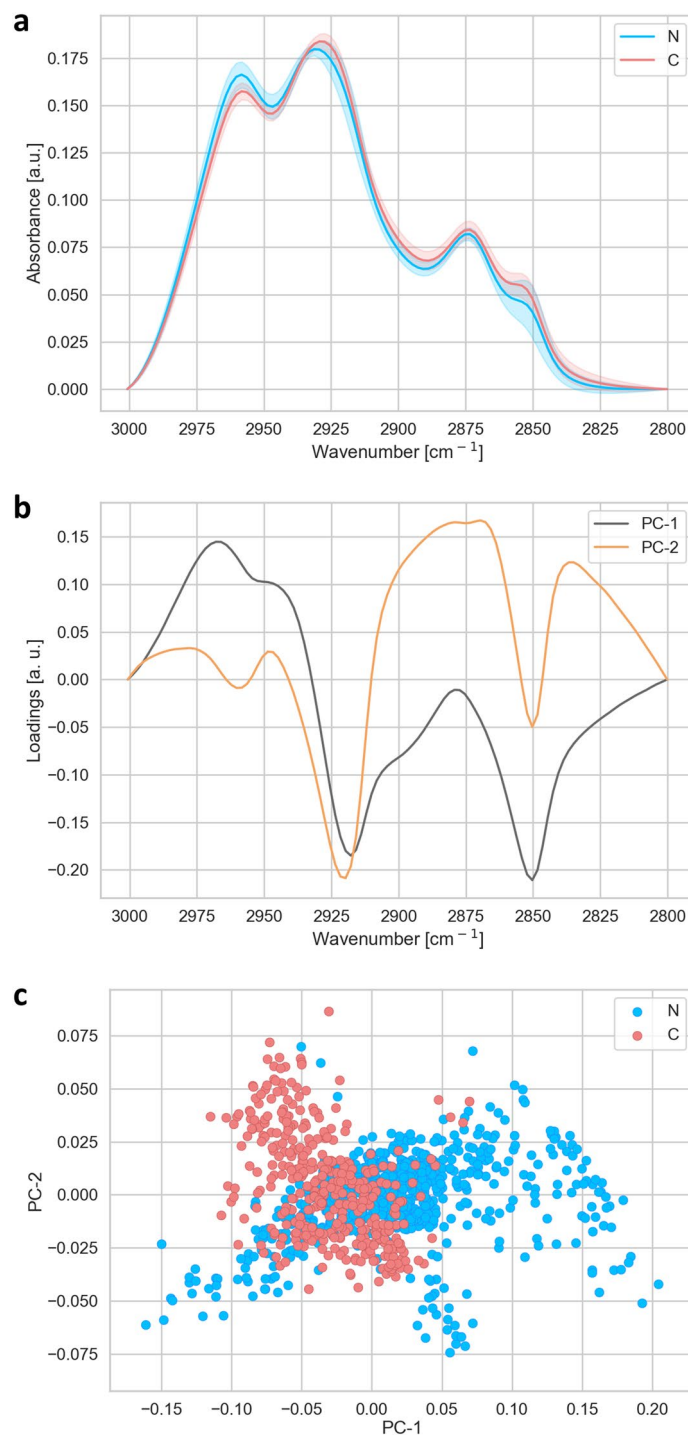 a
N
C
0.175
0.150
0.125
0.100
0.075
0.050
0.025
0.000
Absorbance [a.u.]
3000 2975 2950 2925 2900 2875 2850 2825 2800
Wavenumber [cm⁻¹]
b
PC-1
PC-2
0.15
0.10
0.05
0.00
−0.05
−0.10
−0.15
−0.20
Loadings [a. u.]
3000 2975 2950 2925 2900 2875 2850 2825 2800
Wavenumber [cm⁻¹]
c
N
C
0.075
0.050
0.025
0.000
−0.025
−0.050
−0.075
PC-2
−0.15 −0.10 −0.05 0.00 0.05 0.10 0.15 0.20
PC-1